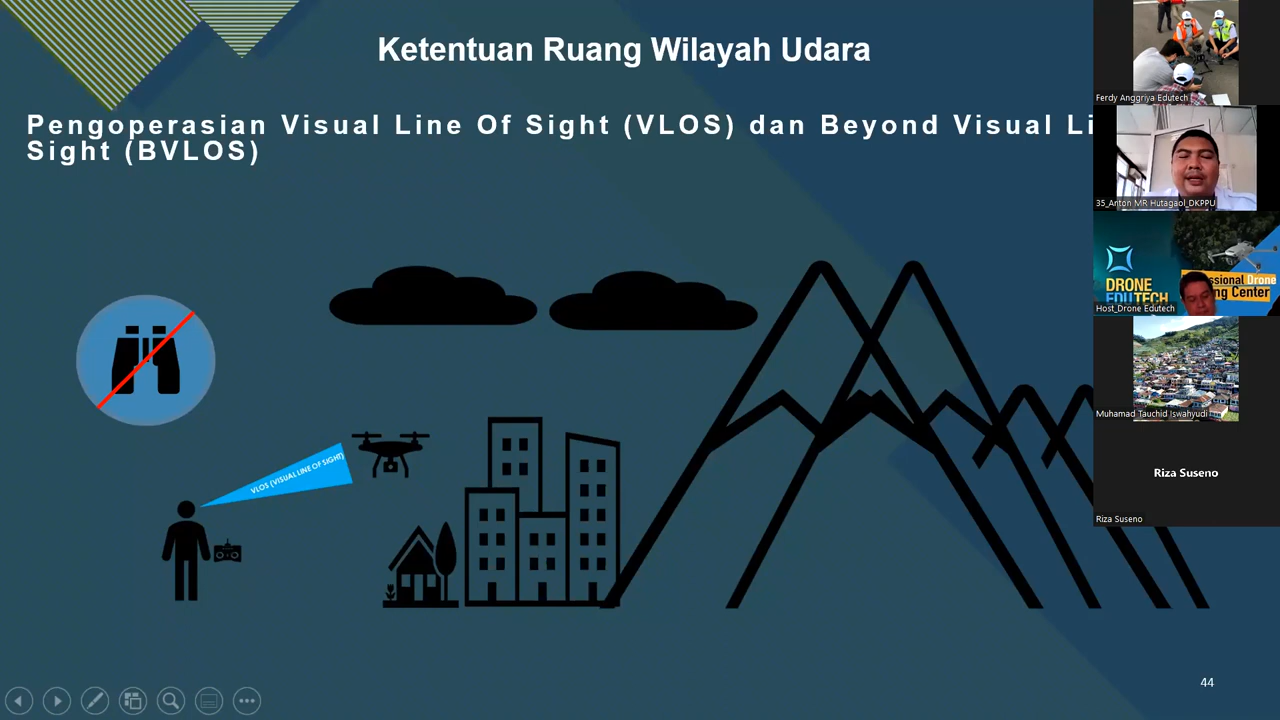 Ketentuan Ruang Wilayah Udara
Pengoperasian Visual Line Of Sight (VLOS) dan Beyond Visual Li
Sight (BVLOS)
VLOS (VISUAL LINE OF SIGHT)
44
Ferdy Anggriya Edutech
35_Anton MR Hutagaol_DKPPU
DRONE
EDUTECH
ssional Drone
ng Center
Host_Drone Edutech
Muhamad Tauchid Iswahyudi
Riza Suseno
Riza Suseno